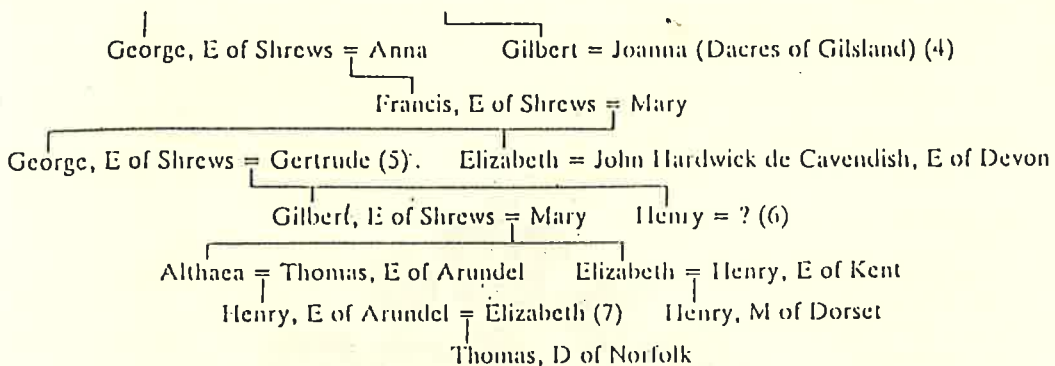 George, E of Shrews = Anna Gilbert = Joanna (Dacres of Gilsland) (4)
Francis, E of Shrews = Mary
George, E of Shrews = Gertrude (5). Elizabeth = John Hardwick de Cavendish, E of Devon
Gilbert, E of Shrews = Mary Henry = ? (6)
Althaea = Thomas, E of Arundel Elizabeth = Henry, E of Kent
Henry, E of Arundel = Elizabeth (7) Henry, M of Dorset
Thomas, D of Norfolk